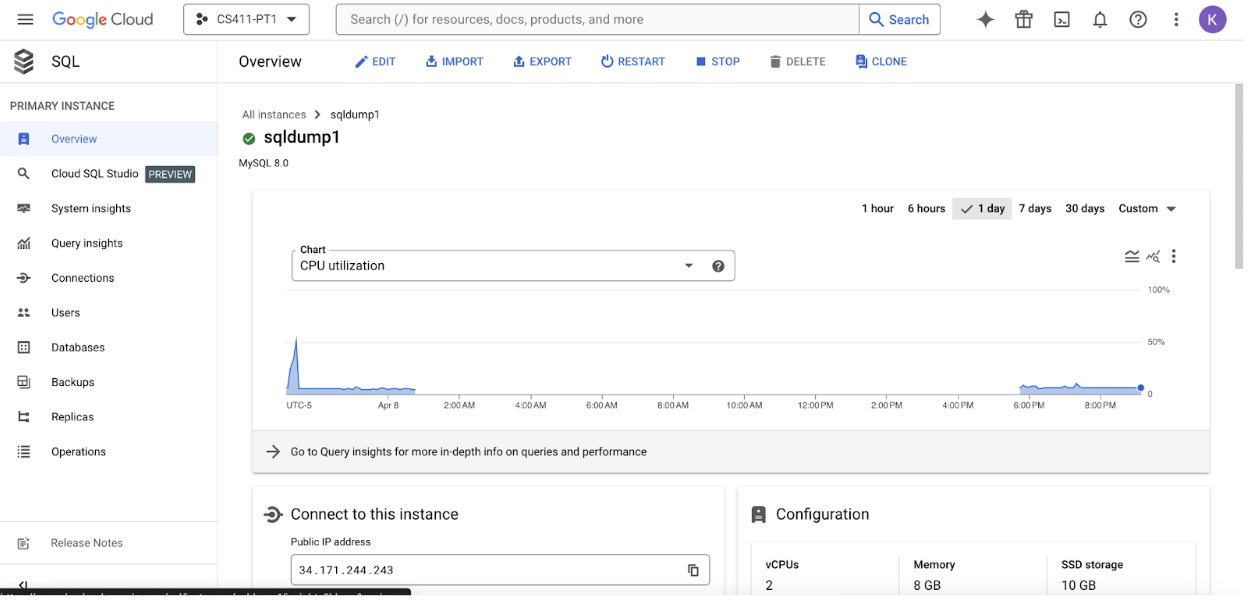 Google Cloud
CS411-PT1
Search (/) for resources, docs, products, and more
Search
K
SQL
Overview
EDIT
IMPORT
EXPORT
RESTART
STOP
DELETE
CLONE
PRIMARY INSTANCE
Overview
Cloud SQL Studio PREVIEW
System insights
Query insights
Connections
Users
Databases
Backups
Replicas
Operations
Release Notes
All instances > sqldump1
sqldump1
MySQL 8.0
1 hour
6 hours
1 day
7 days
30 days
Custom
Chart
CPU utilization
100%
50%
0
UTC-5
Apr 8
2:00 AM
4:00 AM
6:00 AM
8:00 AM
10:00 AM
12:00 PM
2:00 PM
4:00 PM
6:00 PM
8:00 PM
Go to Query insights for more in-depth info on queries and performance
Connect to this instance
Public IP address
34.171.244.243
Configuration
vCPUs
Memory
SSD storage
2
8 GB
10 GB